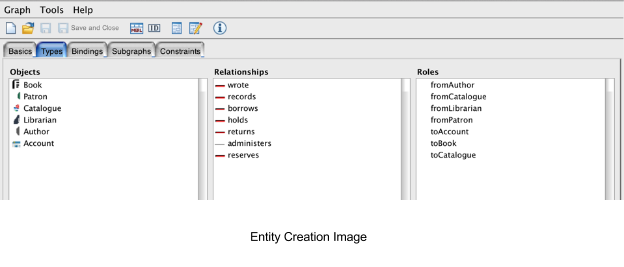 Graph Tools Help
Save and Close
Basics Types Bindings Subgraphs Constraints
Objects Relationships Roles
Book wrote fromAuthor
Patron records fromCatalogue
Catalogue borrows fromLibrarian
Librarian holds fromPatron
Author returns toAccount
Account administers toBook
reserves toCatalogue
Entity Creation Image